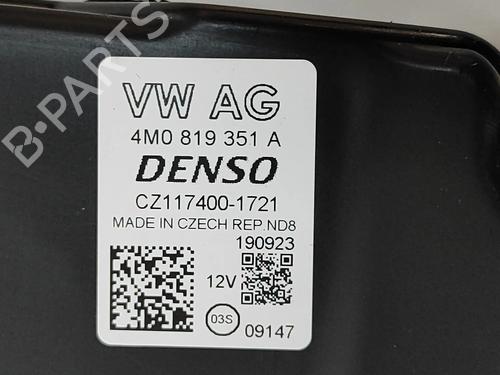 B-PARTS
VW AG
4M0 819 351 A
DENSO
CZ117400-1721
MADE IN CZECH REP.ND8
190923
12V
03S
09147